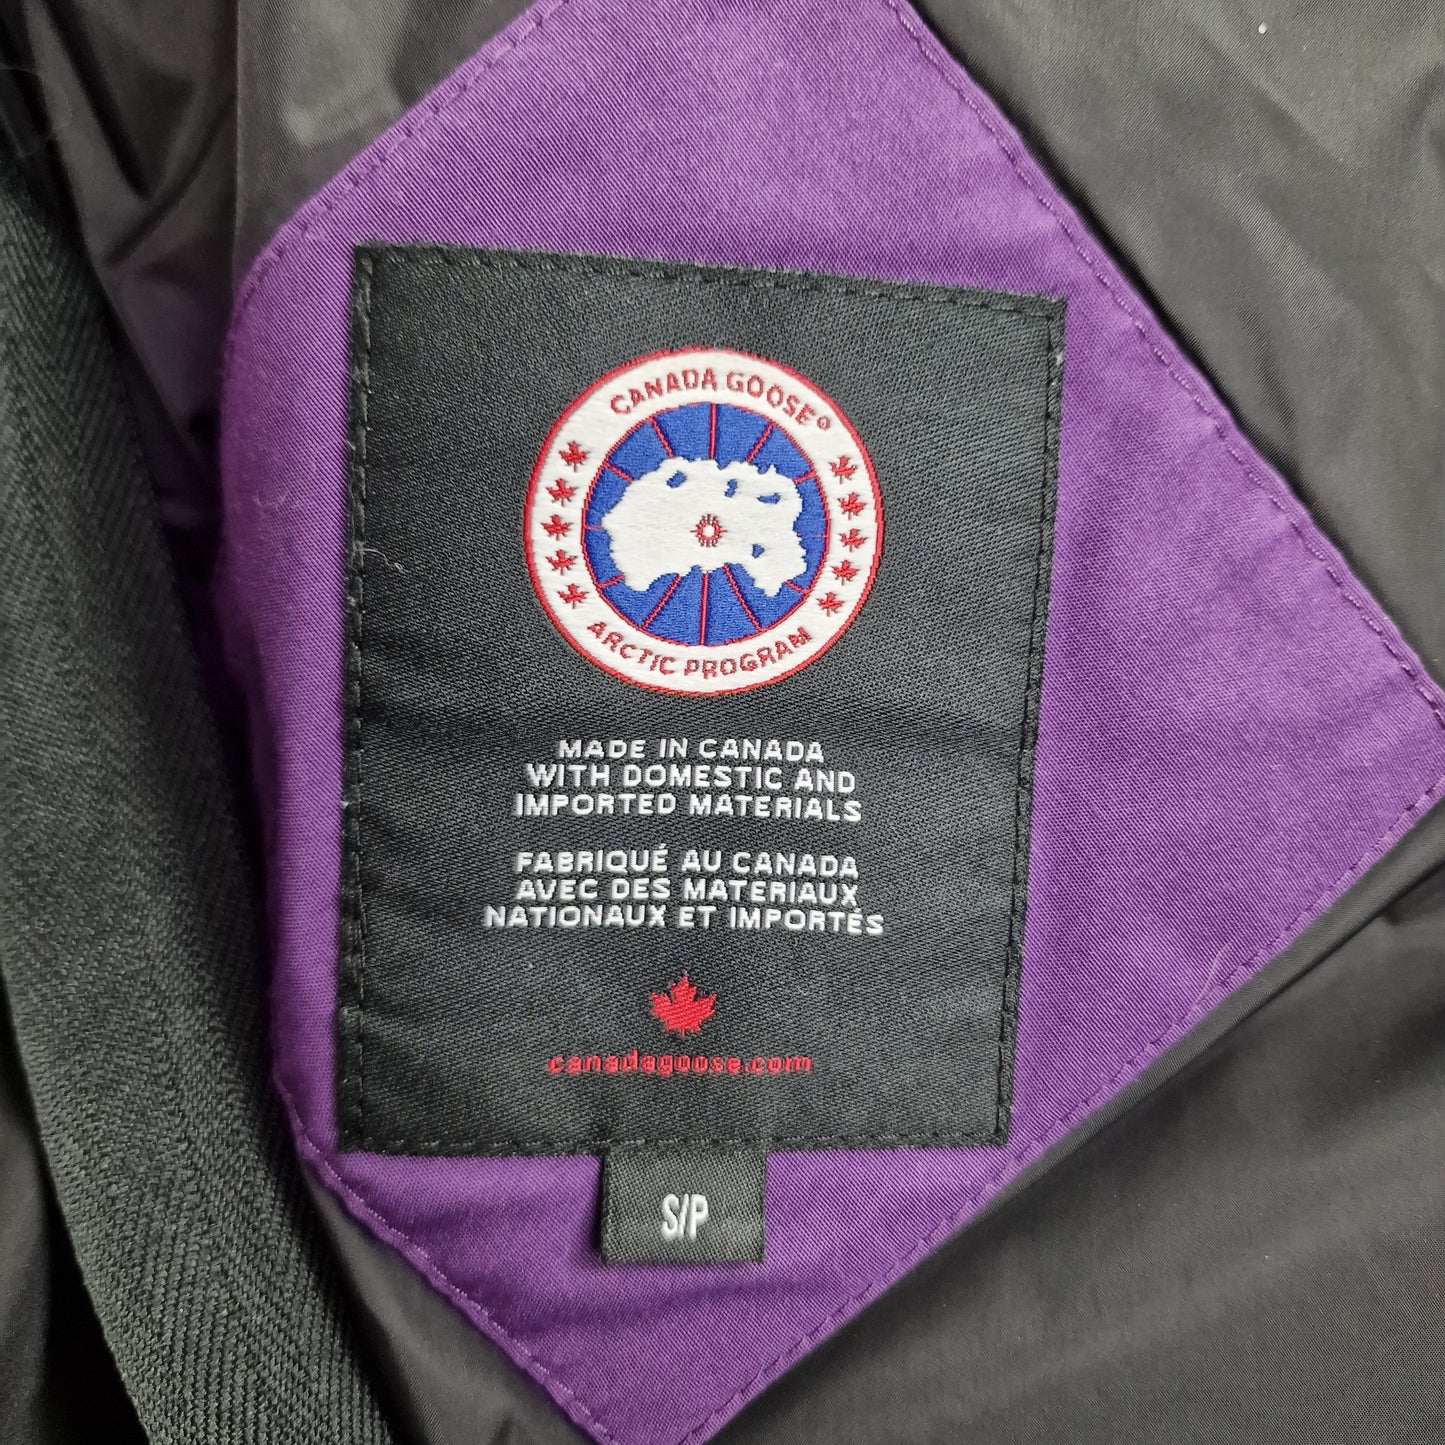 CANADA GOOSE®
ARCTIC PROGRAM
MADE IN CANADA
WITH DOMESTIC AND
IMPORTED MATERIALS
FABRIQUÉ AU CANADA
AVEC DES MATERIAUX
NATIONAUX ET IMPORTÉS
canadagoose.com
S/P